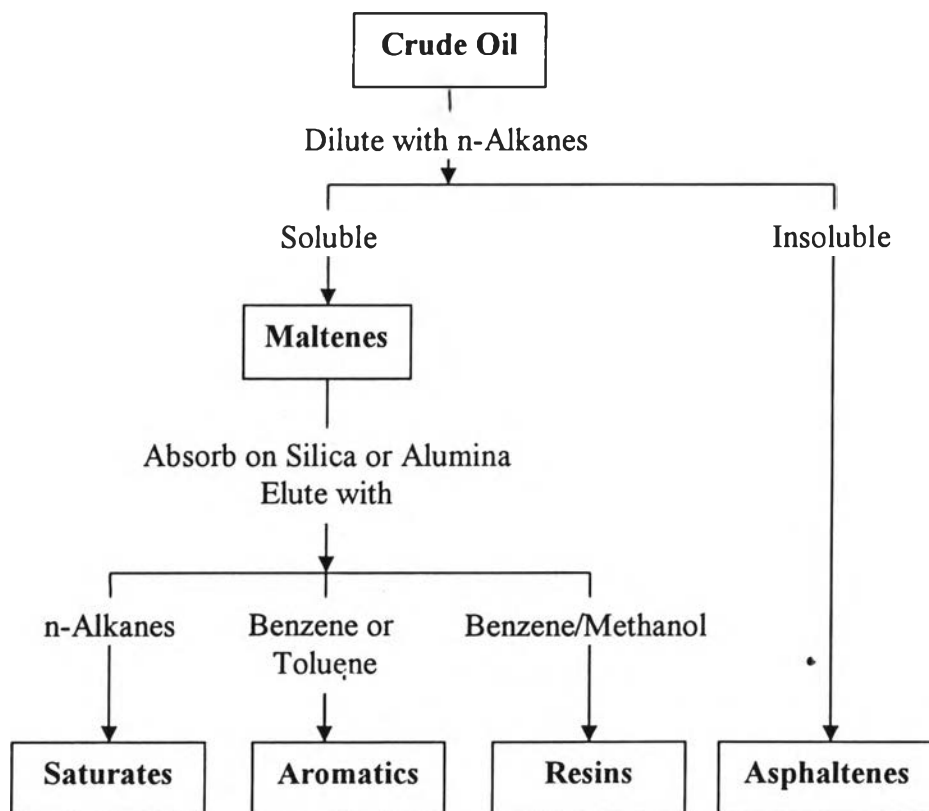 Crude Oil
Dilute with n-Alkanes
Soluble
Insoluble
Maltenes
Absorb on Silica or Alumina
Elute with
n-Alkanes
Benzene or
Toluene
Benzene/Methanol
Saturates
Aromatics
Resins
Asphaltenes